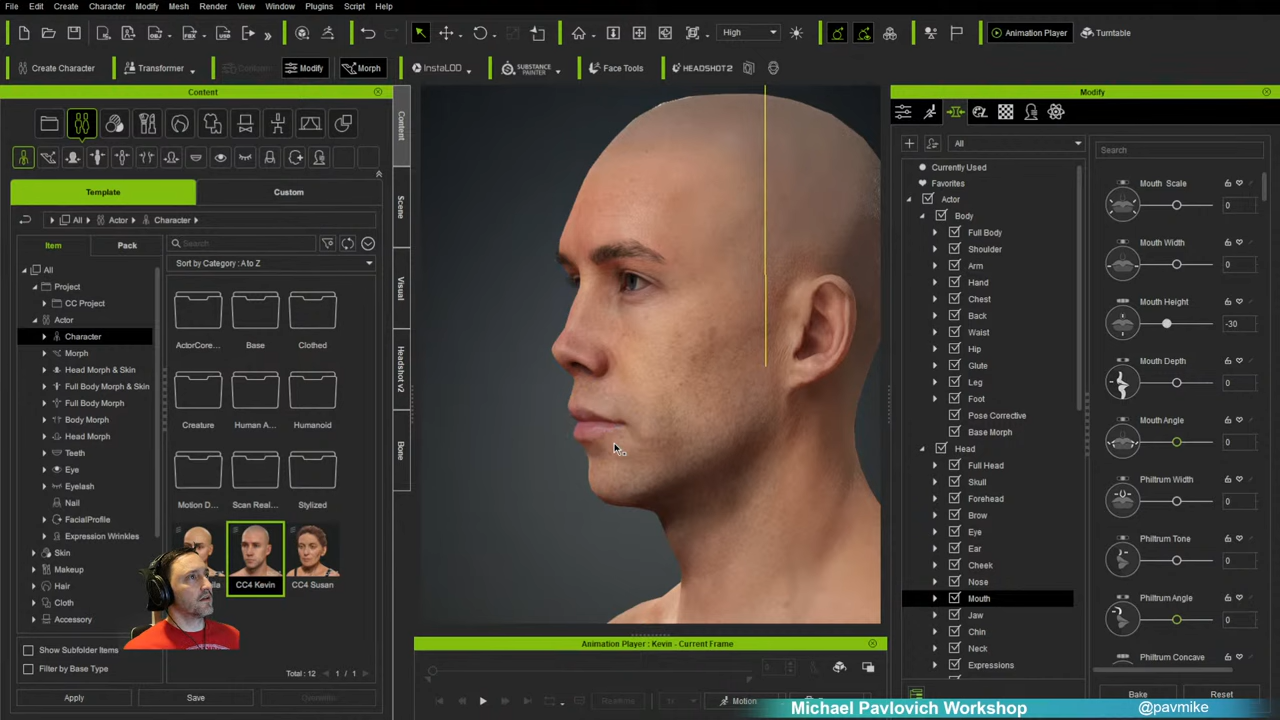 File Edit Create Character Modify Mesh Render View Window Plugins Script Help
High
Animation Player
Turntable
Create Character
Transformer
Modify
Morph
InstaLOD
SUBSTANCE PAINTER
Face Tools
HEADSHOT 2
Content
Template
Custom
All
Actor
Character
Item
Pack
Search
Sort by Category : A to Z
All
Project
CC Project
Actor
Character
Morph
Head Morph & Skin
Full Body Morph & Skin
Full Body Morph
Body Morph
Head Morph
Teeth
Eye
Eyelash
Nail
FacialProfile
Expression Wrinkles
Skin
Makeup
Hair
Cloth
Accessory
ActorCore...
Base
Clothed
Creature
Human A...
Humanoid
Motion D...
Scan Real...
Stylized
CC4 Kevin
CC4 Susan
Show Subfolder Items
Filter by Base Type
Total : 12
1 / 1
Apply
Save
Content
Scene
Visual
Headshot v2
Bone
Animation Player : Kevin - Current Frame
0
1x
Motion
Modify
All
Currently Used
Favorites
Actor
Body
Full Body
Shoulder
Arm
Hand
Chest
Back
Waist
Hip
Glute
Leg
Foot
Pose Corrective
Base Morph
Head
Full Head
Skull
Forehead
Brow
Eye
Ear
Cheek
Nose
Mouth
Jaw
Chin
Neck
Expressions
Search
Mouth Scale
0
Mouth Width
0
Mouth Height
-30
Mouth Depth
0
Mouth Angle
0
Philtrum Width
0
Philtrum Tone
0
Philtrum Angle
0
Philtrum Concave
Bake
Reset
Michael Pavlovich Workshop
@pavmike